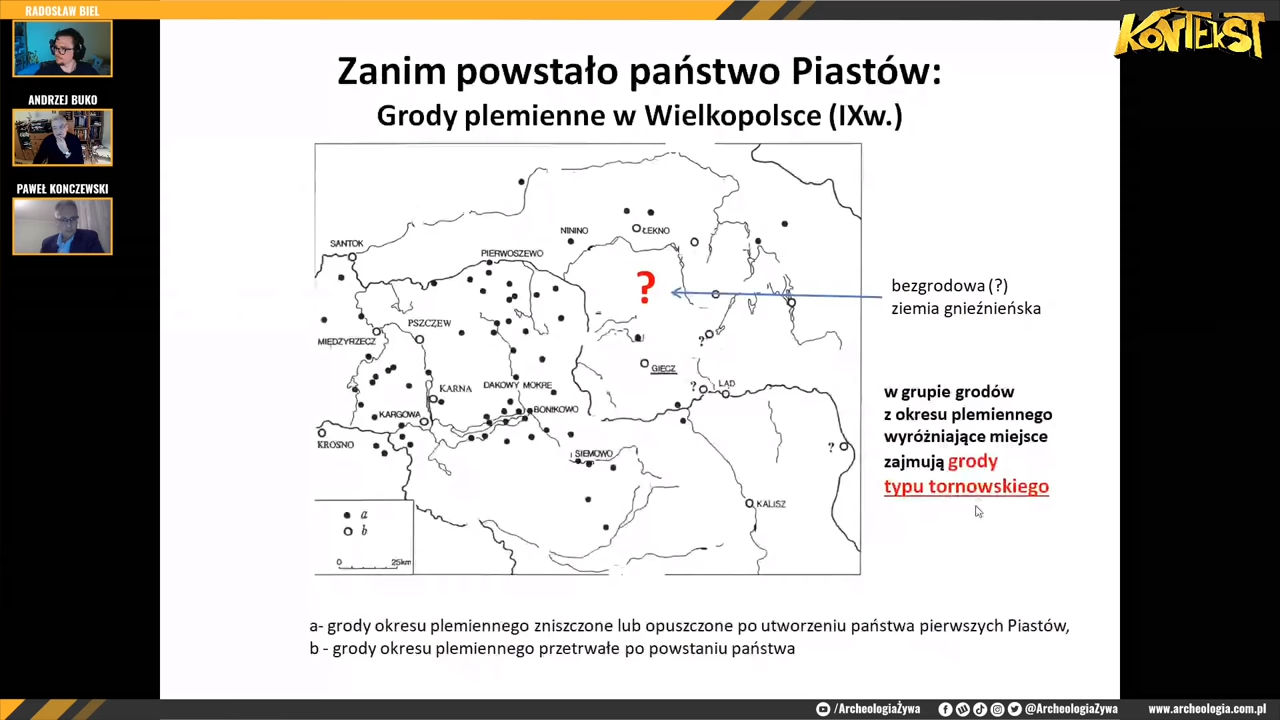 RADOSŁAW BIEL
ANDRZEJ BUKO
PAWEŁ KONCZEWSKI
KONTEKST
Zanim powstało państwo Piastów:
Grody plemienne w Wielkopolsce (IXw.)
SANTOK
NININO
ŁEKNO
PIERWOSZEWO
?
bezgrodowa (?)
ziemia gnieźnieńska
PSZCZEW
MIĘDZYRZECZ
?
GIECZ
KARNA
DAKOWY MOKRE
?
LĄD
KARGOWA
BONIKOWO
KROSNO
?
SIEMOWO
KALISZ
w grupie grodów
z okresu plemiennego
wyróżniające miejsce
zajmują grody
typu tornowskiego
a
b
0 25km
a- grody okresu plemiennego zniszczone lub opuszczone po utworzeniu państwa pierwszych Piastów,
b - grody okresu plemiennego przetrwałe po powstaniu państwa
/ArcheologiaŻywa
@ArcheologiaZywa
www.archeologia.com.pl